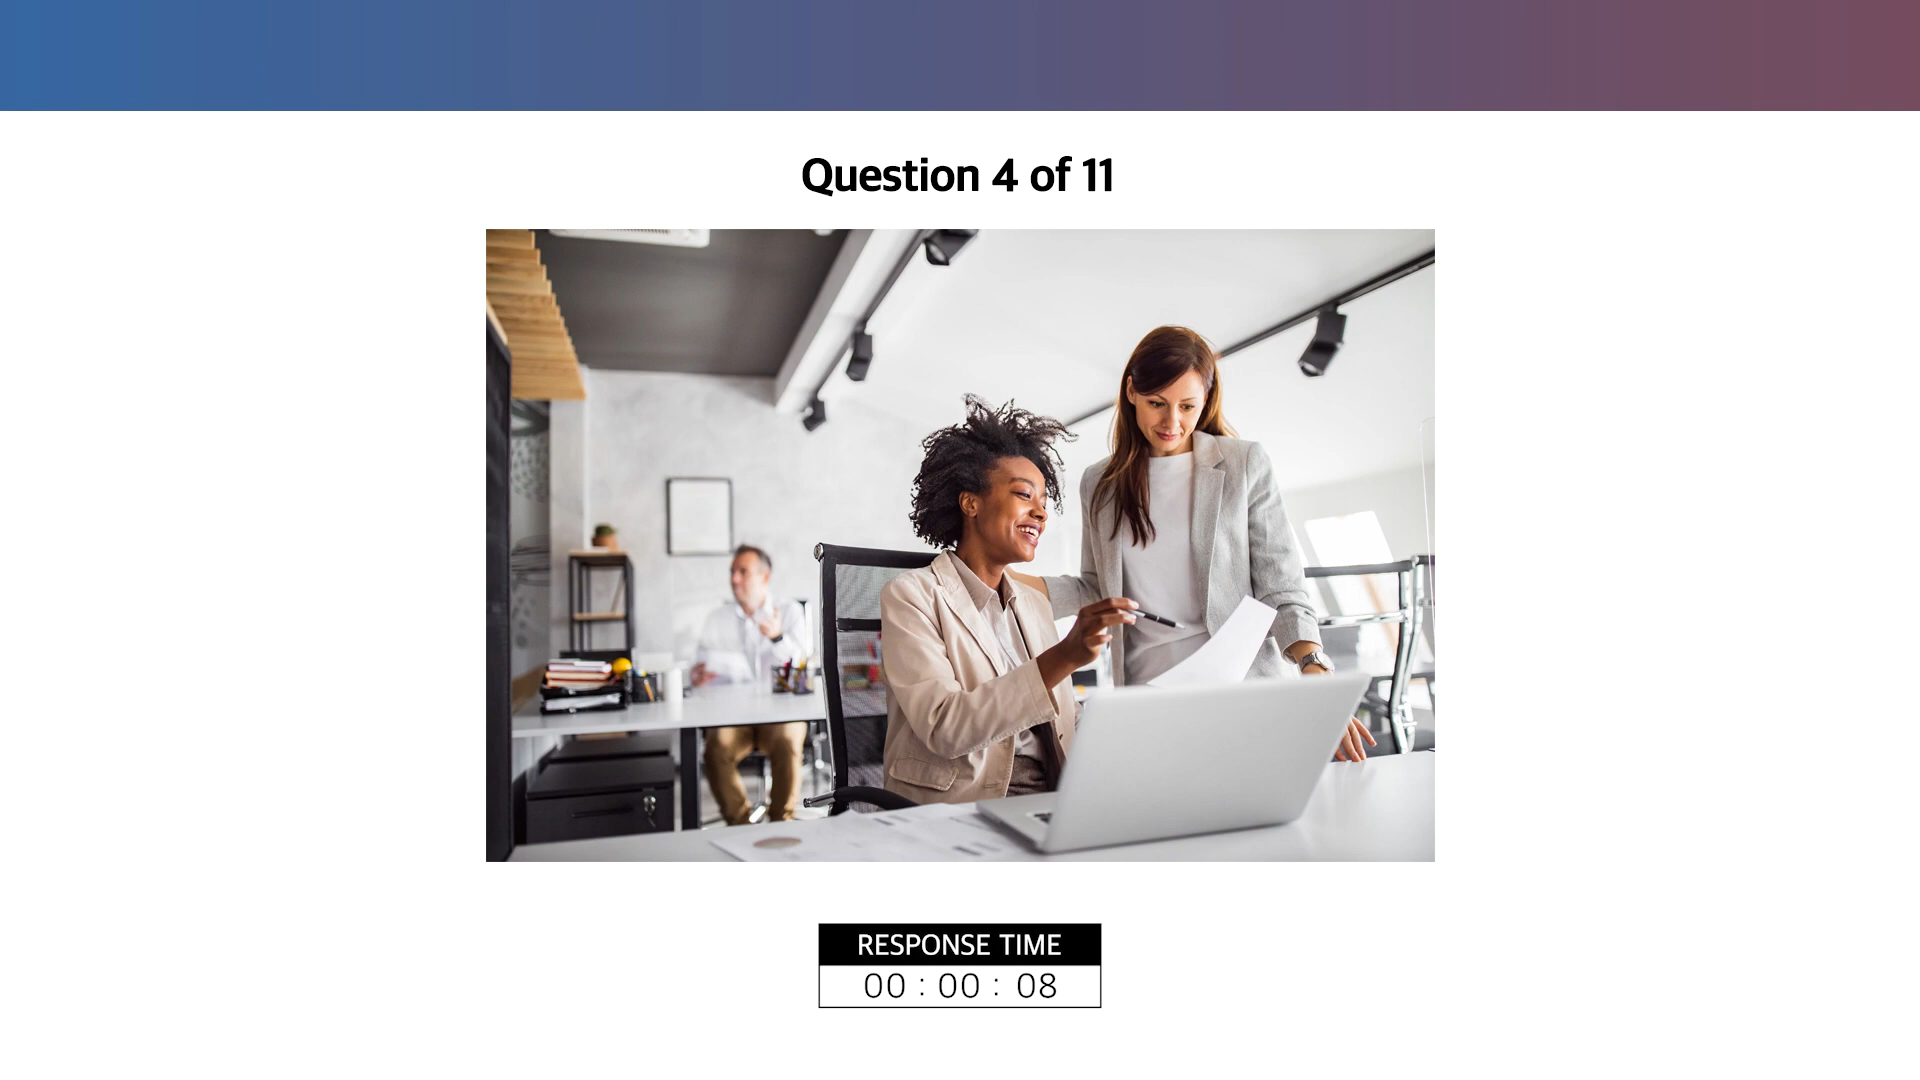 Question 4 of 11
RESPONSE TIME
00 : 00 : 08